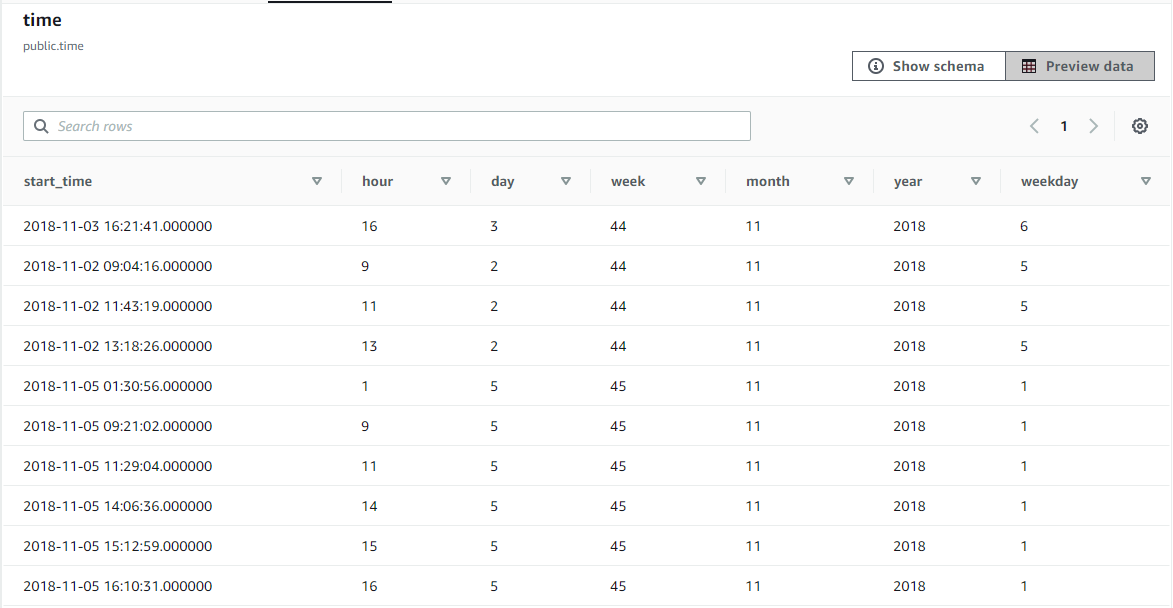 time
public.time
Show schema Preview data
Search rows 1
start_time hour day week month year weekday
2018-11-03 16:21:41.000000 16 3 44 11 2018 6
2018-11-02 09:04:16.000000 9 2 44 11 2018 5
2018-11-02 11:43:19.000000 11 2 44 11 2018 5
2018-11-02 13:18:26.000000 13 2 44 11 2018 5
2018-11-05 01:30:56.000000 1 5 45 11 2018 1
2018-11-05 09:21:02.000000 9 5 45 11 2018 1
2018-11-05 11:29:04.000000 11 5 45 11 2018 1
2018-11-05 14:06:36.000000 14 5 45 11 2018 1
2018-11-05 15:12:59.000000 15 5 45 11 2018 1
2018-11-05 16:10:31.000000 16 5 45 11 2018 1